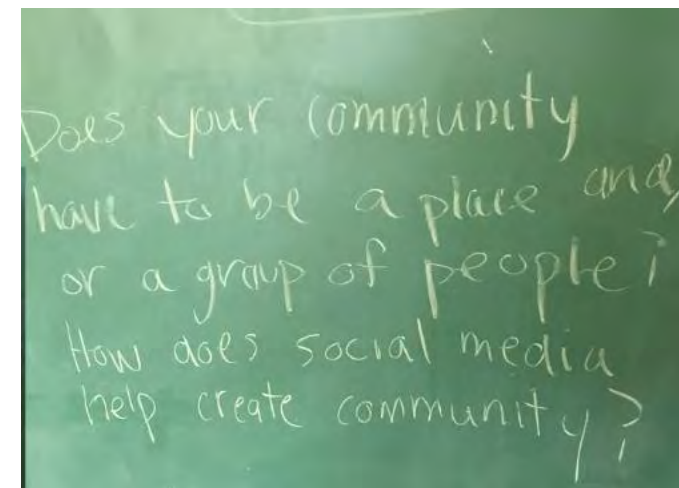 Does your community
have to be a place and/
or a group of people?
How does social media
help create community?